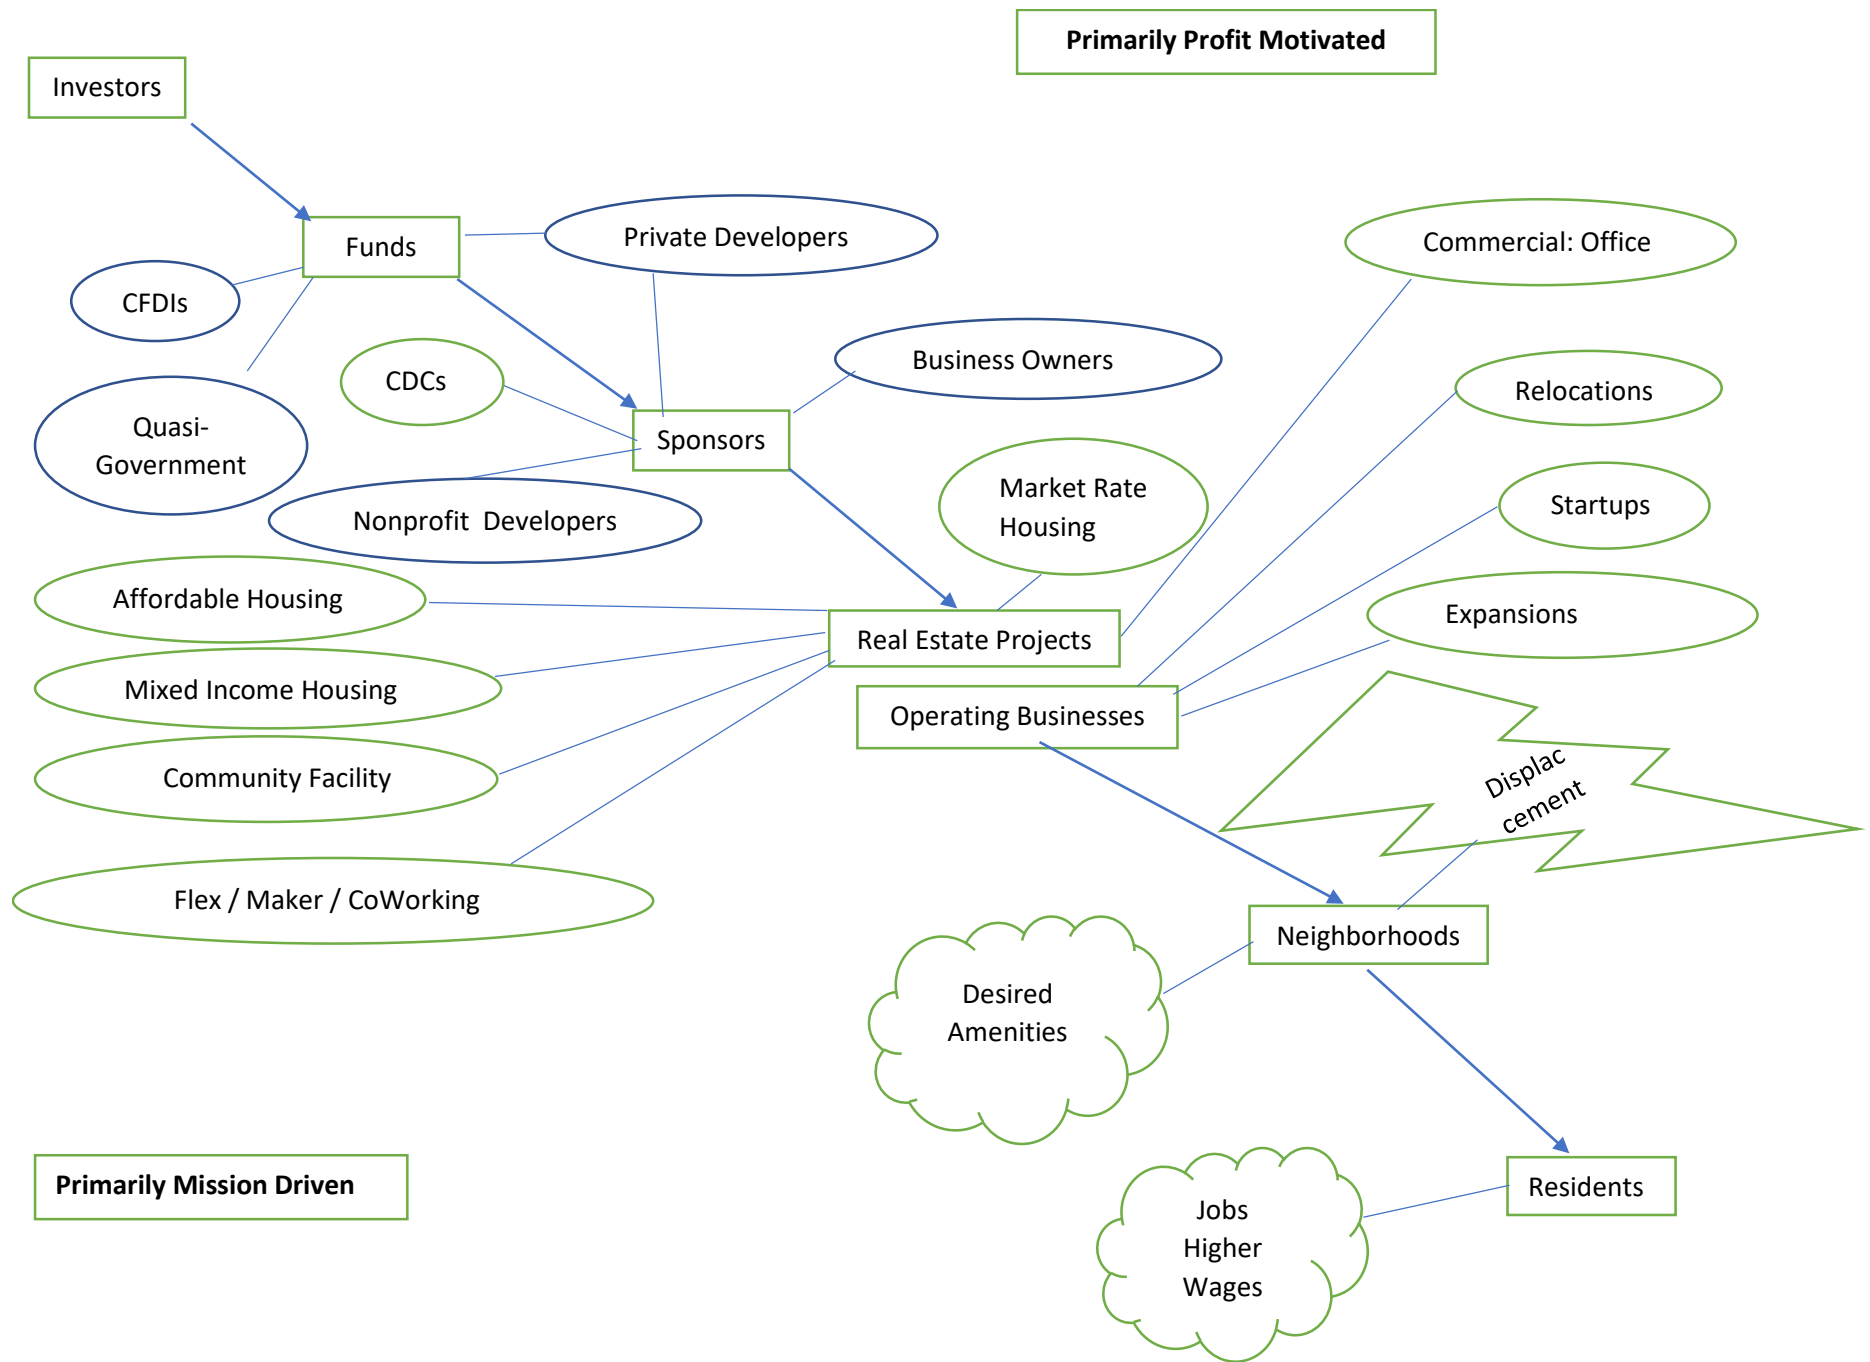 Primarily Profit Motivated
Investors
Private Developers
Commercial: Office
Funds
CFDIs
CDCs
Business Owners
Relocations
Quasi-
Government
Sponsors
Market Rate
Housing
Startups
Nonprofit Developers
Affordable Housing
Real Estate Projects
Expansions
Mixed Income Housing
Operating Businesses
Community Facility
Displac
cement
Flex / Maker / CoWorking
Neighborhoods
Desired
Amenities
Primarily Mission Driven
Residents
Jobs
Higher
Wages